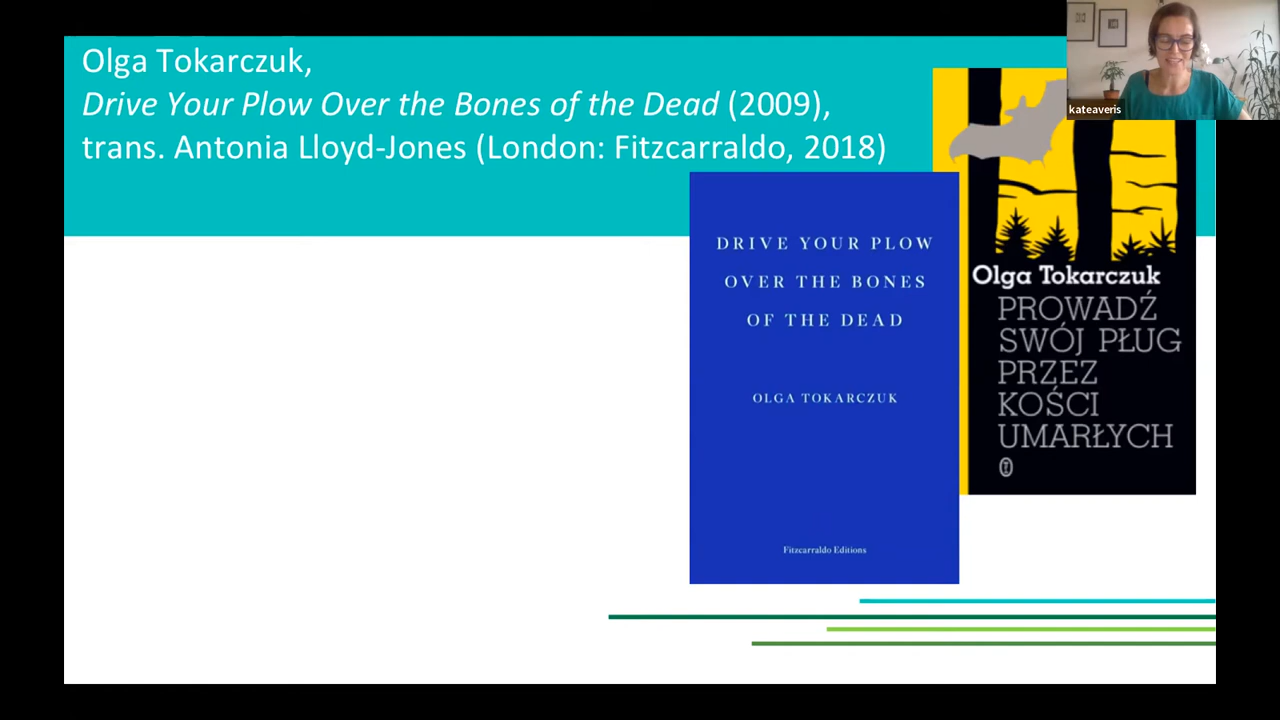 Olga Tokarczuk,
Drive Your Plow Over the Bones of the Dead (2009),
trans. Antonia Lloyd-Jones (London: Fitzcarraldo, 2018)
kateaveris
DRIVE YOUR PLOW
OVER THE BONES
OF THE DEAD
OLGA TOKARCZUK
Fitzcarraldo Editions
Olga Tokarczuk
PROWADŹ
SWÓJ PŁUG
PRZEZ
KOŚCI
UMARŁYCH